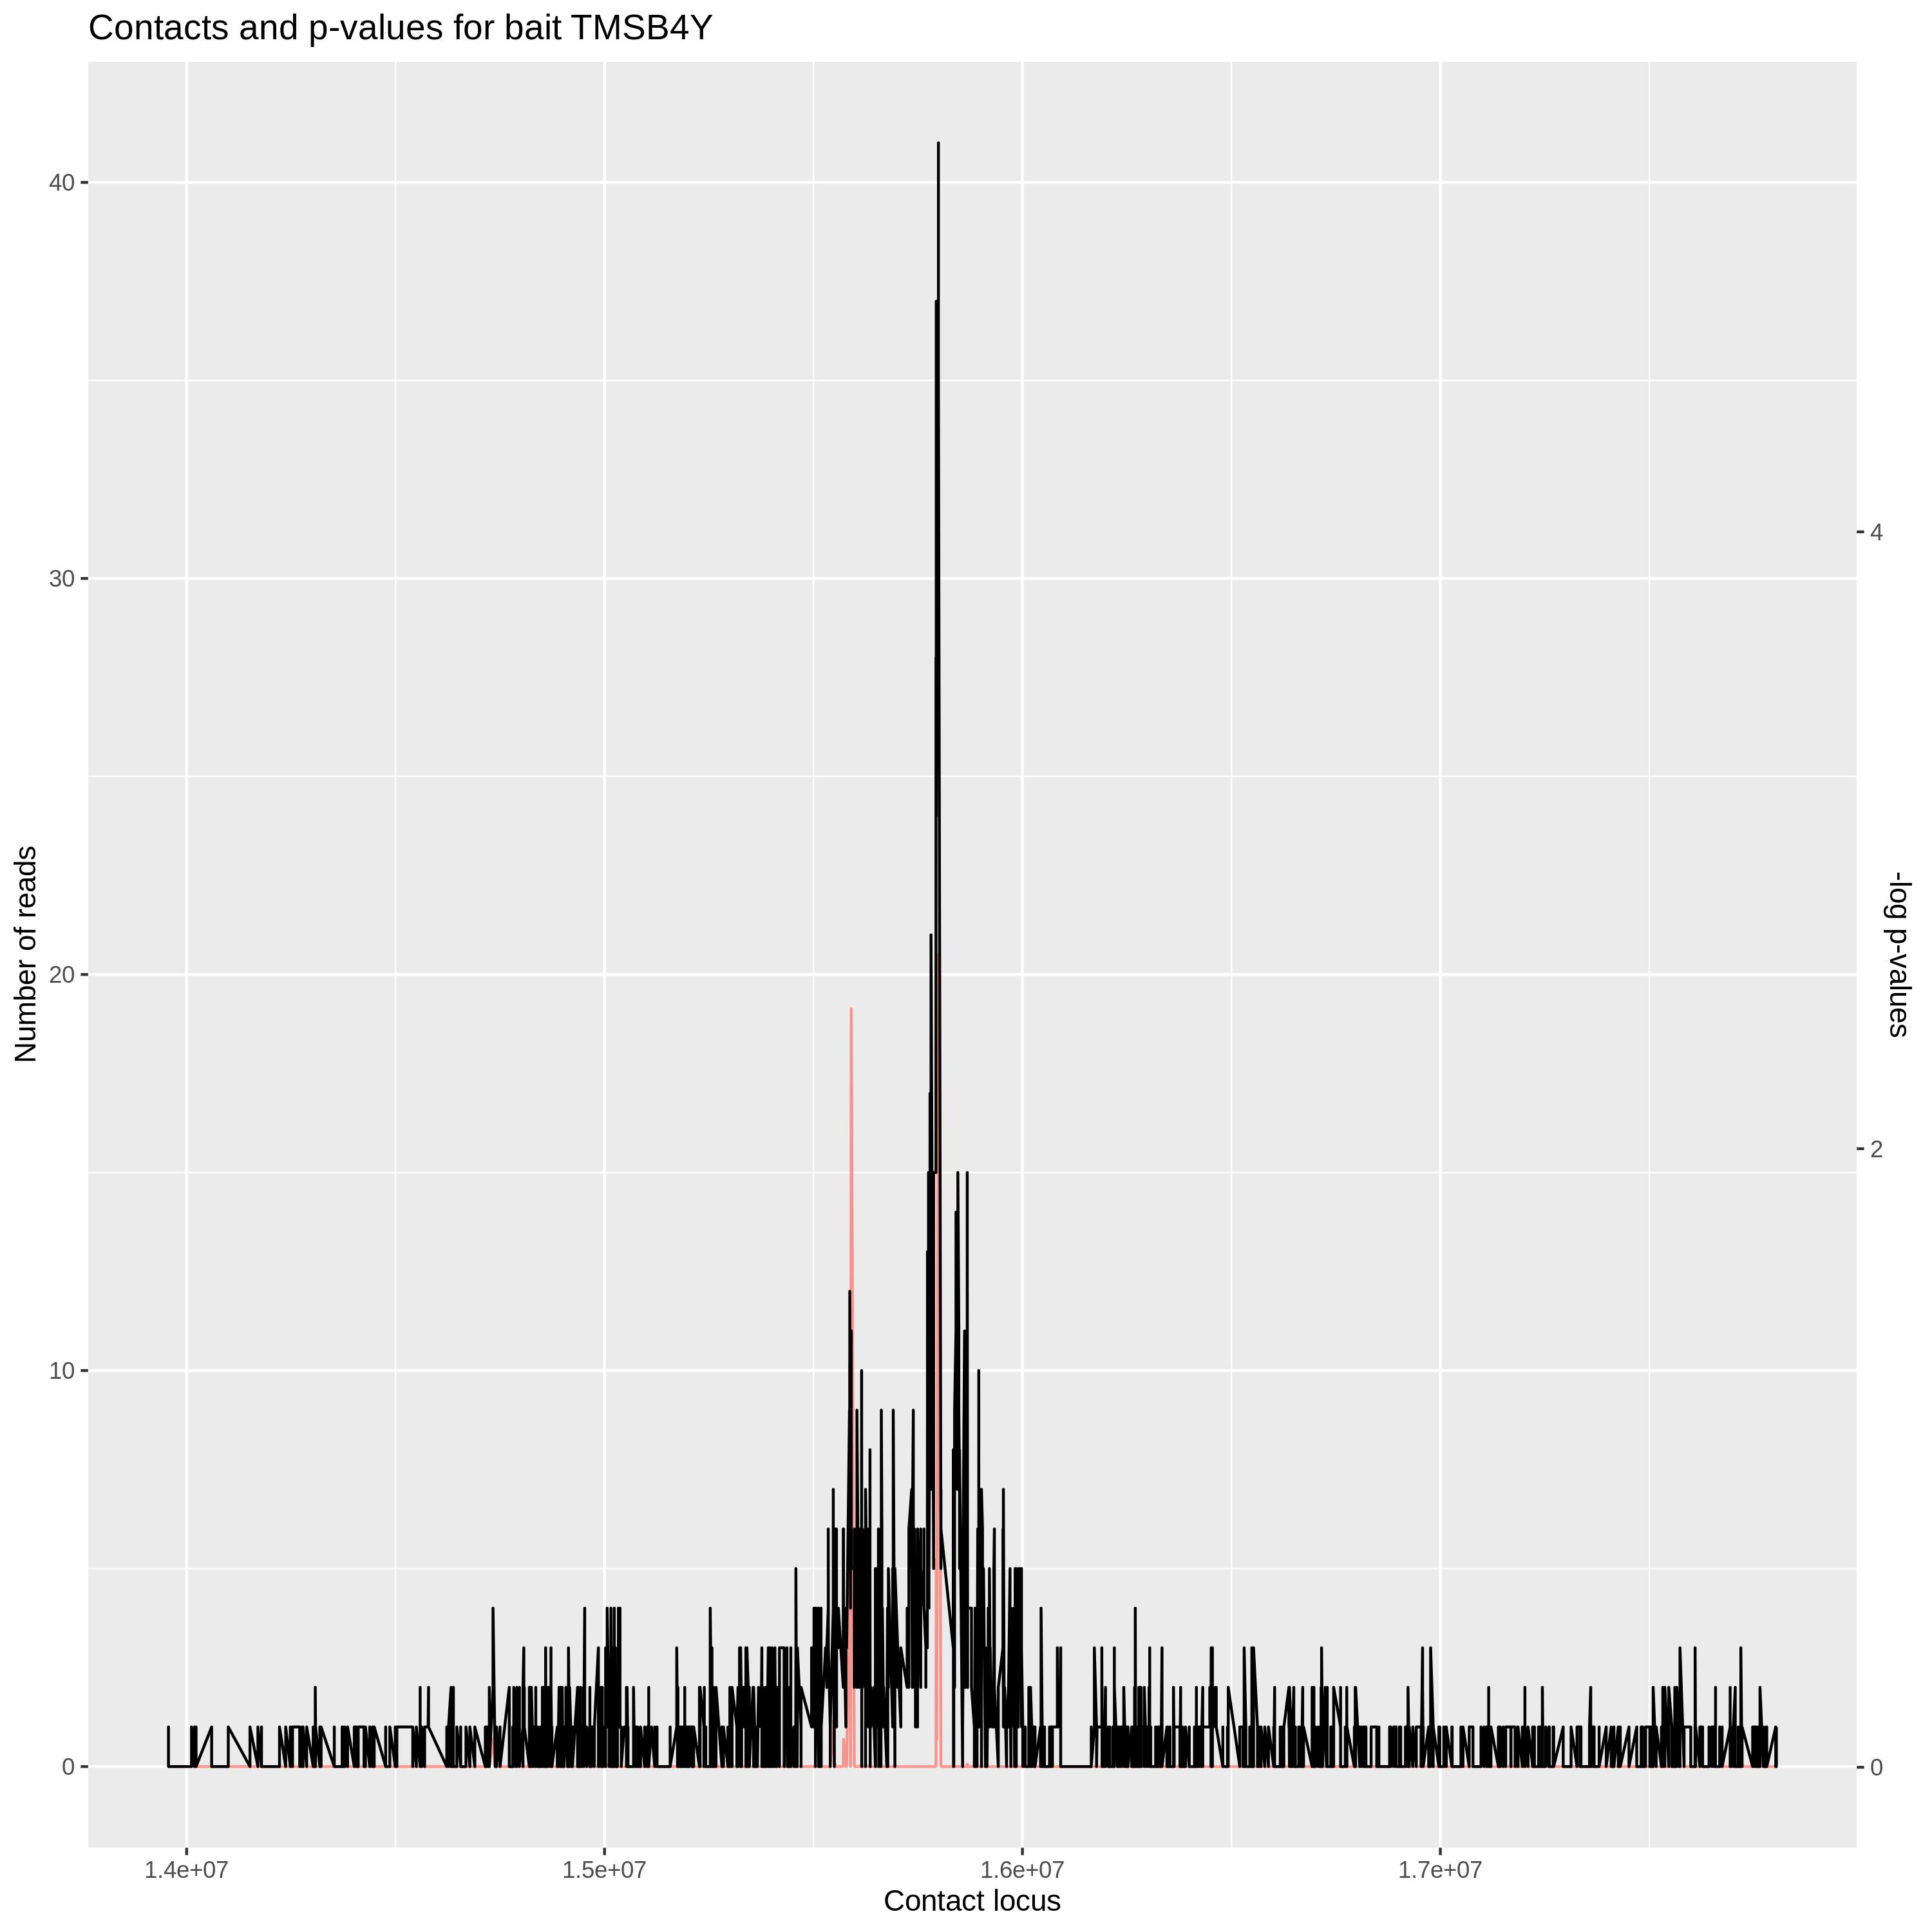 Contacts and p-values for bait TMSB4Y
Number of reads
40
30
20
10
0
4
2
0
-log p-values
1.4e+07 1.5e+07 1.6e+07 1.7e+07
Contact locus